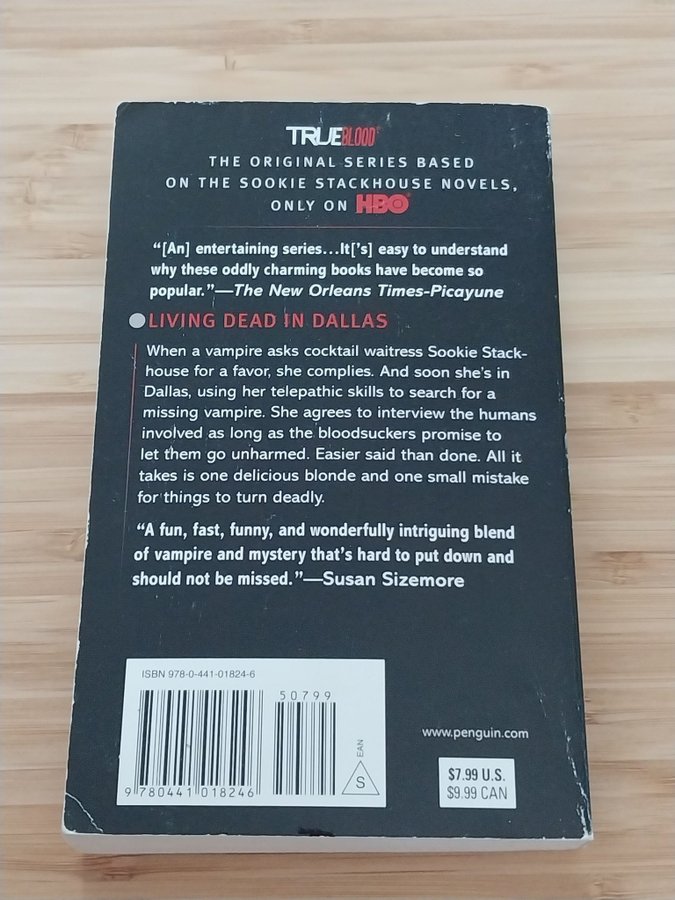 TRUEBLOOD®
THE ORIGINAL SERIES BASED
ON THE SOOKIE STACKHOUSE NOVELS,
ONLY ON HBO®
“[An] entertaining series...It[’s] easy to understand
why these oddly charming books have become so
popular.”—The New Orleans Times-Picayune
LIVING DEAD IN DALLAS
When a vampire asks cocktail waitress Sookie Stack-
house for a favor, she complies. And soon she’s in
Dallas, using her telepathic skills to search for a
missing vampire. She agrees to interview the humans
involved as long as the bloodsuckers promise to
let them go unharmed. Easier said than done. All it
takes is one delicious blonde and one small mistake
for things to turn deadly.
“A fun, fast, funny, and wonderfully intriguing blend
of vampire and mystery that’s hard to put down and
should not be missed.”—Susan Sizemore
ISBN 978-0-441-01824-6
50799
9 780441 018246
EAN
S
www.penguin.com
$7.99 U.S.
$9.99 CAN